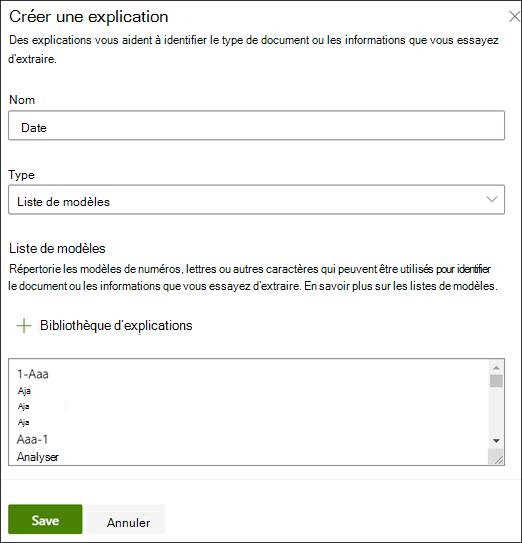 Créer une explication
Des explications vous aident à identifier le type de document ou les informations que vous essayez
d'extraire.
Nom
Date
Type
Liste de modèles
Liste de modèles
Répertorie les modèles de numéros, lettres ou autres caractères qui peuvent être utilisés pour identifier
le document ou les informations que vous essayez d'extraire. En savoir plus sur les listes de modèles.
Bibliothèque d'explications
1-Aaa
Aja
Aja
Aja
Aaa-1
Analyser
Save
Annuler